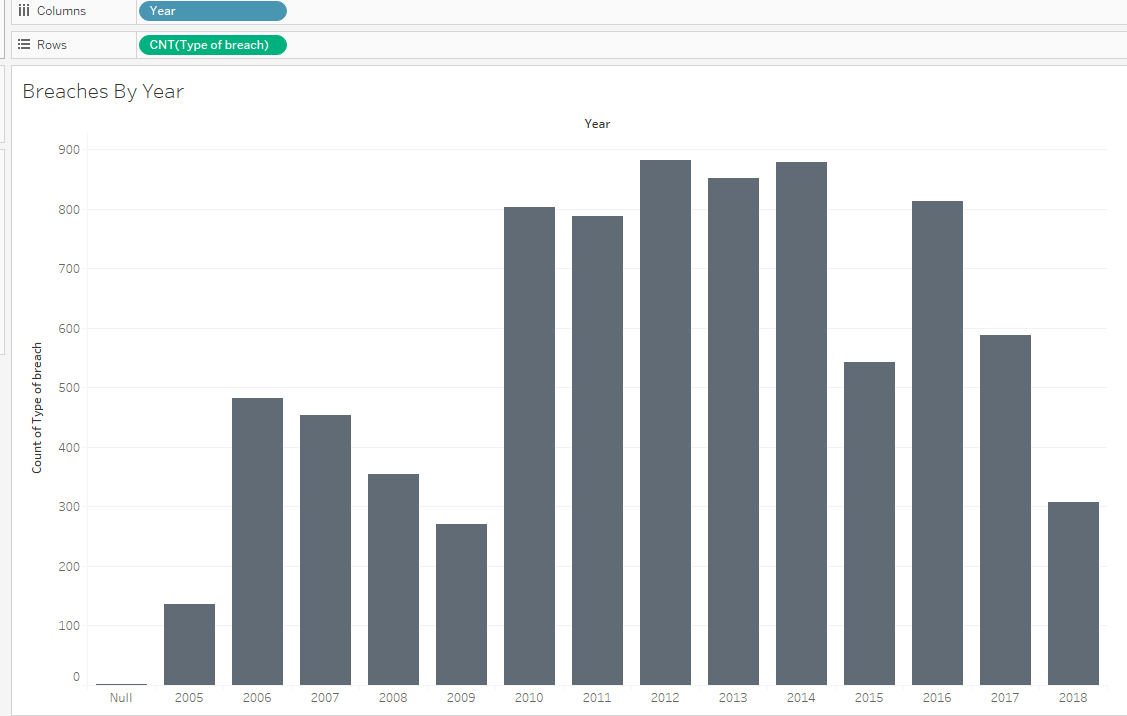 Columns Year
Rows CNT(Type of breach)
Breaches By Year
Year
Count of Type of breach
900
800
700
600
500
400
300
200
100
0
Null 2005 2006 2007 2008 2009 2010 2011 2012 2013 2014 2015 2016 2017 2018